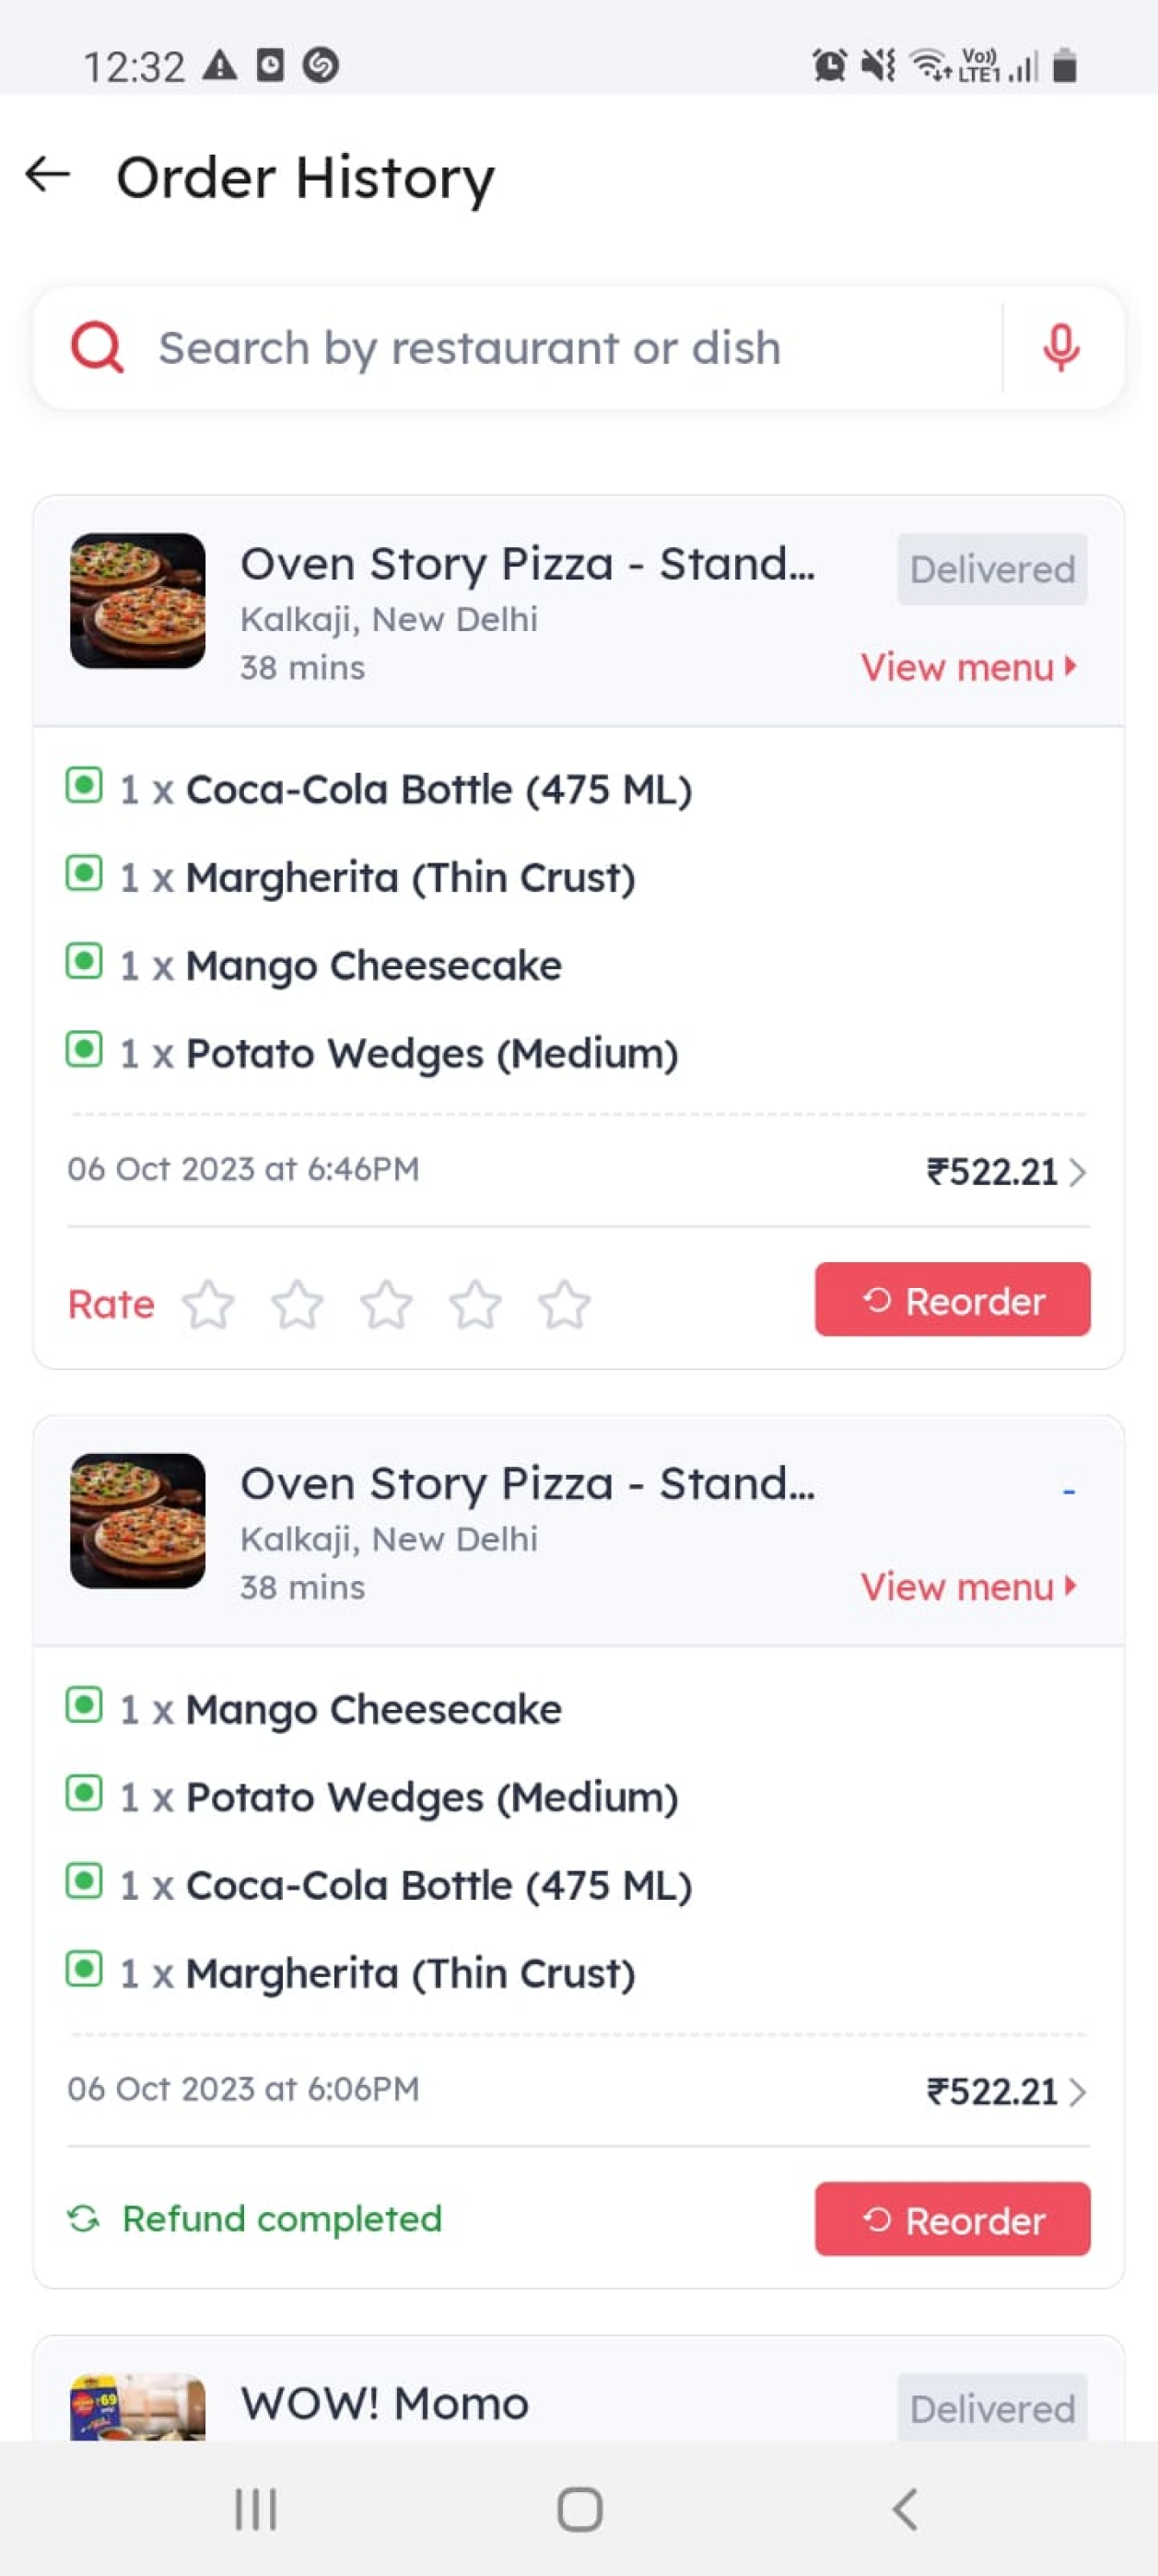 12:32
Vo))
LTE1
Order History
Search by restaurant or dish
Oven Story Pizza - Stand...
Delivered
Kalkaji, New Delhi
38 mins
View menu
1 x Coca-Cola Bottle (475 ML)
1 x Margherita (Thin Crust)
1 x Mango Cheesecake
1 x Potato Wedges (Medium)
06 Oct 2023 at 6:46PM
₹522.21
Rate
Reorder
Oven Story Pizza - Stand...
-
Kalkaji, New Delhi
38 mins
View menu
1 x Mango Cheesecake
1 x Potato Wedges (Medium)
1 x Coca-Cola Bottle (475 ML)
1 x Margherita (Thin Crust)
06 Oct 2023 at 6:06PM
₹522.21
Refund completed
Reorder
WOW! Momo
Delivered
69